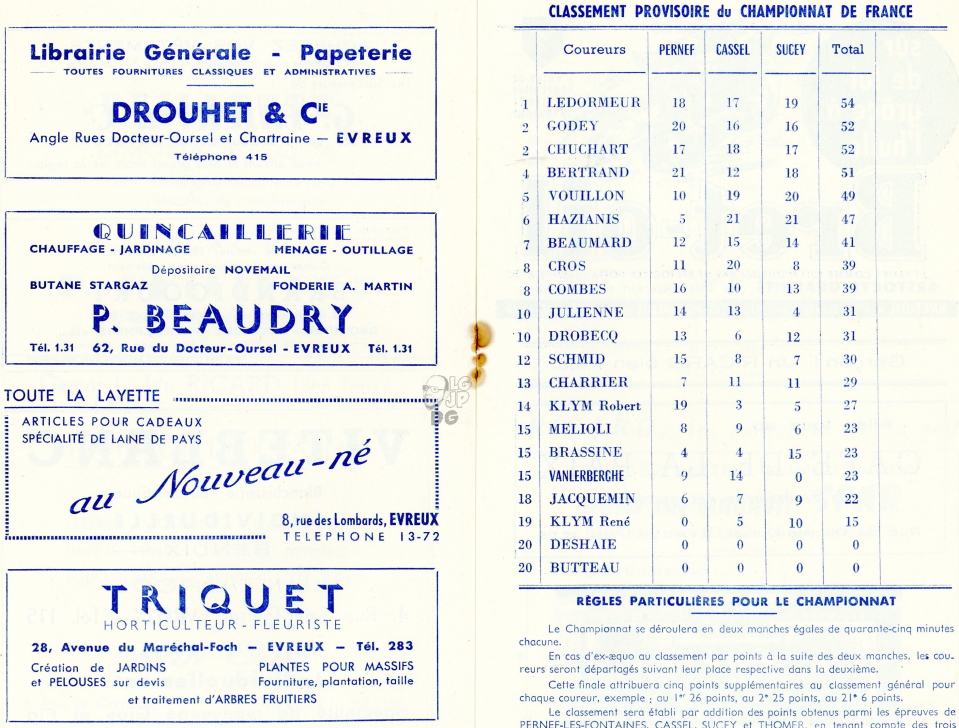 Librairie Générale - Papeterie
TOUTES FOURNITURES CLASSIQUES ET ADMINISTRATIVES
DROUHET & CIE
Angle Rues Docteur-Oursel et Chartraine — EVREUX
Téléphone 415
QUINCAILLERIE
CHAUFFAGE - JARDINAGE MENAGE - OUTILLAGE
Dépositaire NOVEMAIL
BUTANE STARGAZ FONDERIE A. MARTIN
P. BEAUDRY
Tél. 1.31 62, Rue du Docteur-Oursel - EVREUX Tél. 1.31
TOUTE LA LAYETTE
ARTICLES POUR CADEAUX
SPÉCIALITÉ DE LAINE DE PAYS
au Nouveau-né
8, rue des Lombards, EVREUX
TELEPHONE 13-72
TRIQUET
HORTICULTEUR - FLEURISTE
28, Avenue du Maréchal-Foch — EVREUX — Tél. 283
Création de JARDINS PLANTES POUR MASSIFS
et PELOUSES sur devis Fourniture, plantation, taille
et traitement d'ARBRES FRUITIERS
LG
JP
BG
CLASSEMENT PROVISOIRE du CHAMPIONNAT DE FRANCE
Coureurs PERNEF CASSEL SUCEY Total
1 LEDORMEUR 18 17 19 54
2 GODEY 20 16 16 52
2 CHUCHART 17 18 17 52
4 BERTRAND 21 12 18 51
5 VOUILLON 10 19 20 49
6 HAZIANIS 5 21 21 47
7 BEAUMARD 12 15 14 41
8 CROS 11 20 8 39
8 COMBES 16 10 13 39
10 JULIENNE 14 13 4 31
10 DROBECQ 13 6 12 31
12 SCHMID 15 8 7 30
13 CHARRIER 7 11 11 29
14 KLYM Robert 19 3 5 27
15 MELIOLI 8 9 6 23
15 BRASSINE 4 4 15 23
15 VANLERBERGHE 9 14 0 23
18 JACQUEMIN 6 7 9 22
19 KLYM René 0 5 10 15
20 DESHAIE 0 0 0 0
20 BUTTEAU 0 0 0 0
RÈGLES PARTICULIÈRES POUR LE CHAMPIONNAT
Le Championnat se déroulera en deux manches égales de quarante-cinq minutes
chacune.
En cas d'ex-æquo au classement par points à la suite des deux manches, les cou-
reurs seront départagés suivant leur place respective dans la deuxième.
Cette finale attribuera cinq points supplémentaires au classement général pour
chaque coureur, exemple : au 1er 26 points, au 2e 25 points, au 21e 6 points.
Le classement sera établi par addition des points obtenus parmi les épreuves de
PERNEF-LES-FONTAINES, CASSEL, SUCEY et THOMER, en tenant compte des trois